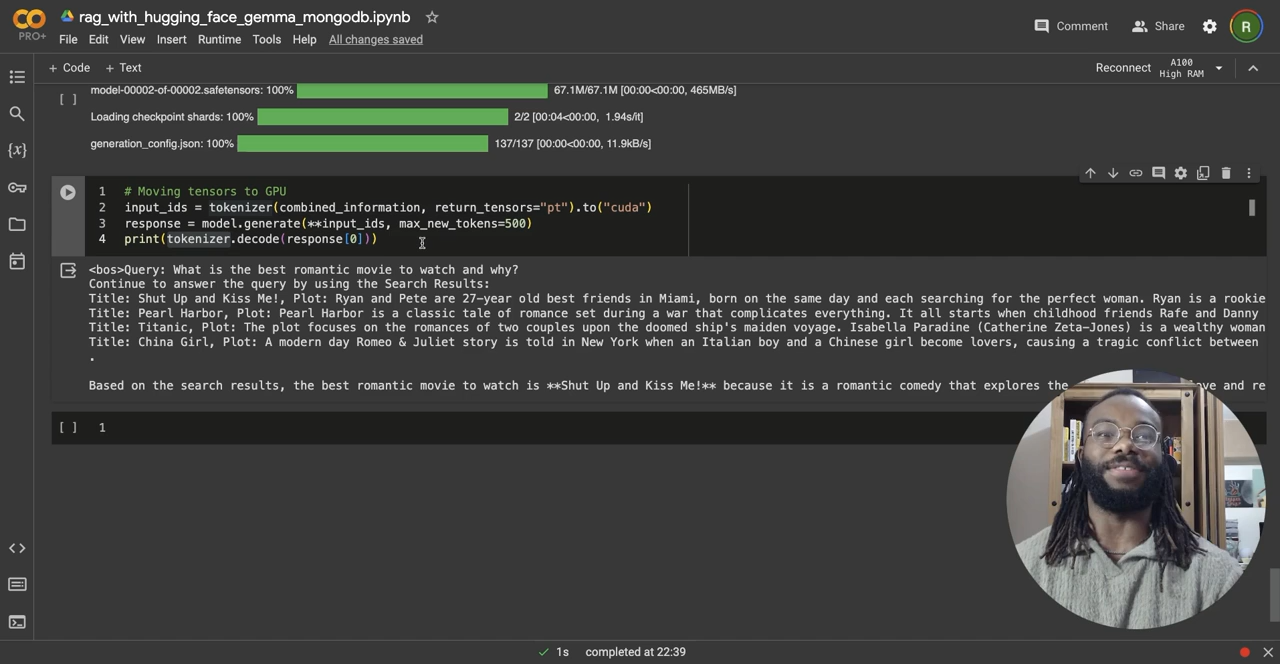 rag_with_hugging_face_gemma_mongodb.ipynb
PRO+
File Edit View Insert Runtime Tools Help All changes saved
Comment Share R
+ Code + Text
Reconnect A100 High RAM
model-00002-of-00002.safetensors: 100% 67.1M/67.1M [00:00<00:00, 465MB/s]
[ ]
Loading checkpoint shards: 100% 2/2 [00:04<00:00, 1.94s/it]
generation_config.json: 100% 137/137 [00:00<00:00, 11.9kB/s]
{x}
1 # Moving tensors to GPU
2 input_ids = tokenizer(combined_information, return_tensors="pt").to("cuda")
3 response = model.generate(**input_ids, max_new_tokens=500)
4 print(tokenizer.decode(response[0]))
<bos>Query: What is the best romantic movie to watch and why?
Continue to answer the query by using the Search Results:
Title: Shut Up and Kiss Me!, Plot: Ryan and Pete are 27-year old best friends in Miami, born on the same day and each searching for the perfect woman. Ryan is a rookie
Title: Pearl Harbor, Plot: Pearl Harbor is a classic tale of romance set during a war that complicates everything. It all starts when childhood friends Rafe and Danny
Title: Titanic, Plot: The plot focuses on the romances of two couples upon the doomed ship's maiden voyage. Isabella Paradine (Catherine Zeta-Jones) is a wealthy woman
Title: China Girl, Plot: A modern day Romeo & Juliet story is told in New York when an Italian boy and a Chinese girl become lovers, causing a tragic conflict between
.
Based on the search results, the best romantic movie to watch is **Shut Up and Kiss Me!** because it is a romantic comedy that explores the ve and re
[ ] 1
1s completed at 22:39